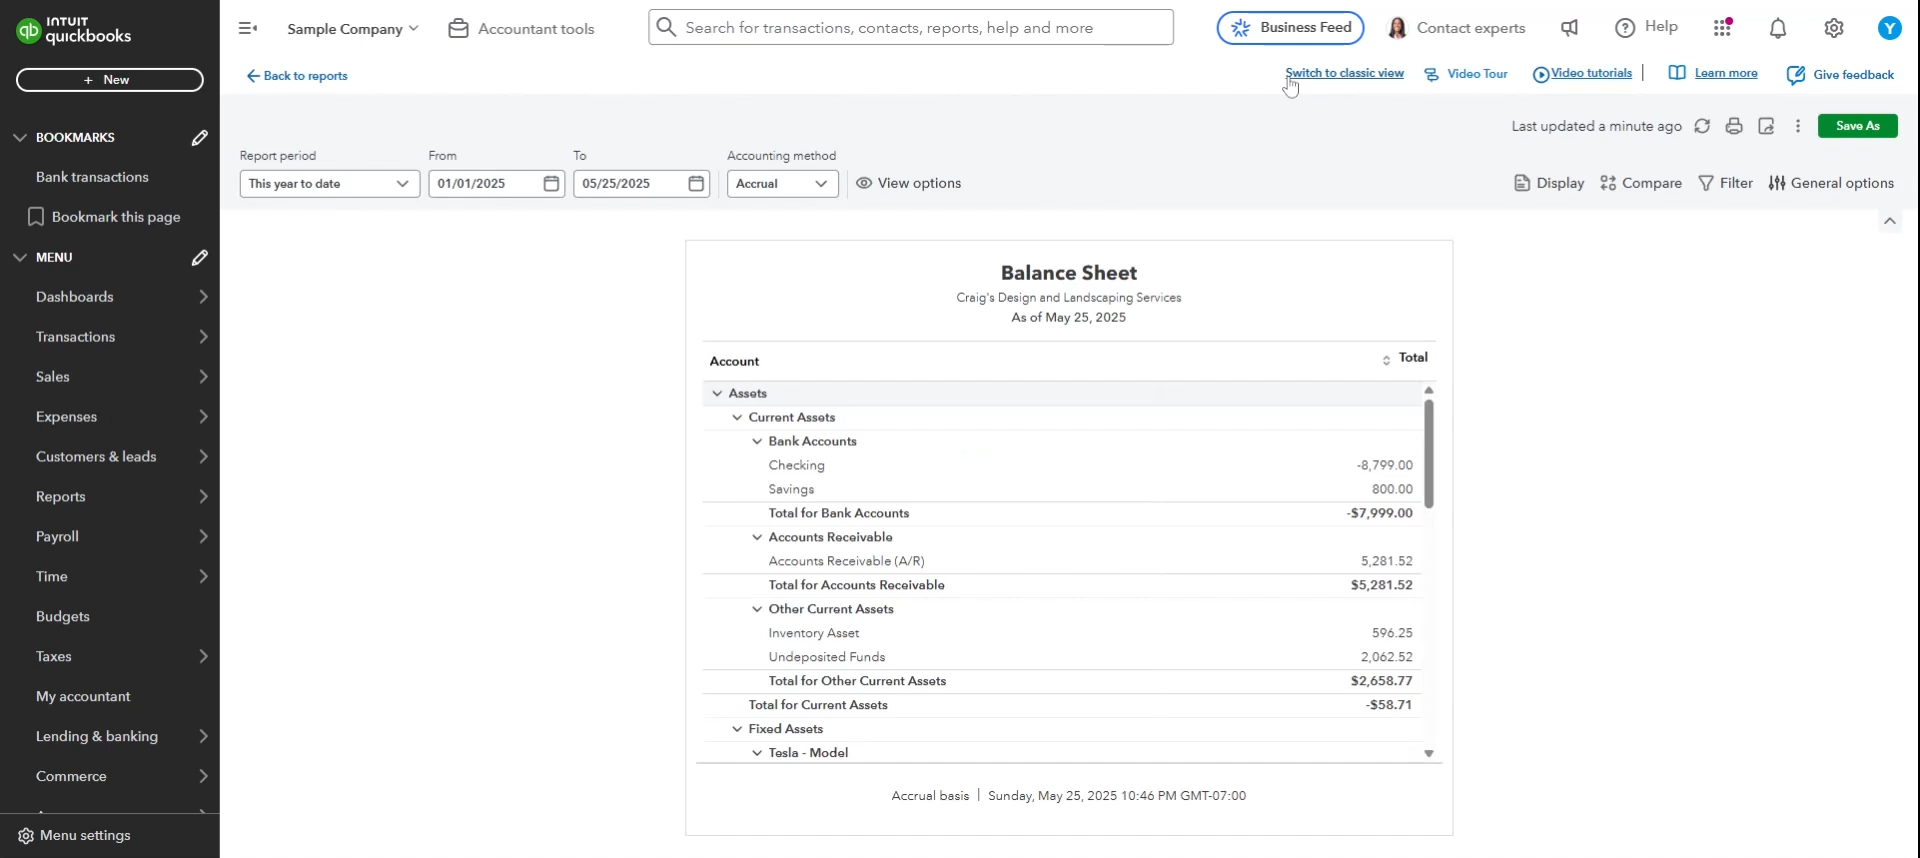 INTUIT
quickbooks
Sample Company
Accountant tools
Search for transactions, contacts, reports, help and more
Business Feed
Contact experts
Help
Y
+ New
Back to reports
Switch to classic view
Video Tour
Video tutorials
Learn more
Give feedback
BOOKMARKS
Bank transactions
Bookmark this page
MENU
Dashboards
Transactions
Sales
Expenses
Customers & leads
Reports
Payroll
Time
Budgets
Taxes
My accountant
Lending & banking
Commerce
Menu settings
Last updated a minute ago
Save As
Report period
From
To
Accounting method
This year to date
01/01/2025
05/25/2025
Accrual
View options
Display
Compare
Filter
General options
Balance Sheet
Craig's Design and Landscaping Services
As of May 25, 2025
Account Total
Assets
Current Assets
Bank Accounts
Checking -8,799.00
Savings 800.00
Total for Bank Accounts -$7,999.00
Accounts Receivable
Accounts Receivable (A/R) 5,281.52
Total for Accounts Receivable $5,281.52
Other Current Assets
Inventory Asset 596.25
Undeposited Funds 2,062.52
Total for Other Current Assets $2,658.77
Total for Current Assets -$58.71
Fixed Assets
Tesla - Model
Accrual basis | Sunday, May 25, 2025 10:46 PM GMT-07:00